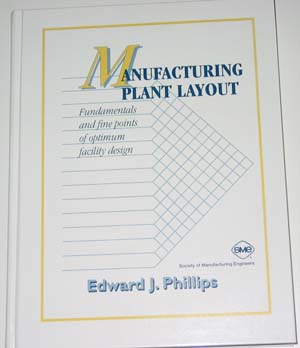 MANUFACTURING
PLANT LAYOUT
Fundamentals
and fine points
of optimum
facility design
SME
Society of Manufacturing Engineers
Edward J. Phillips